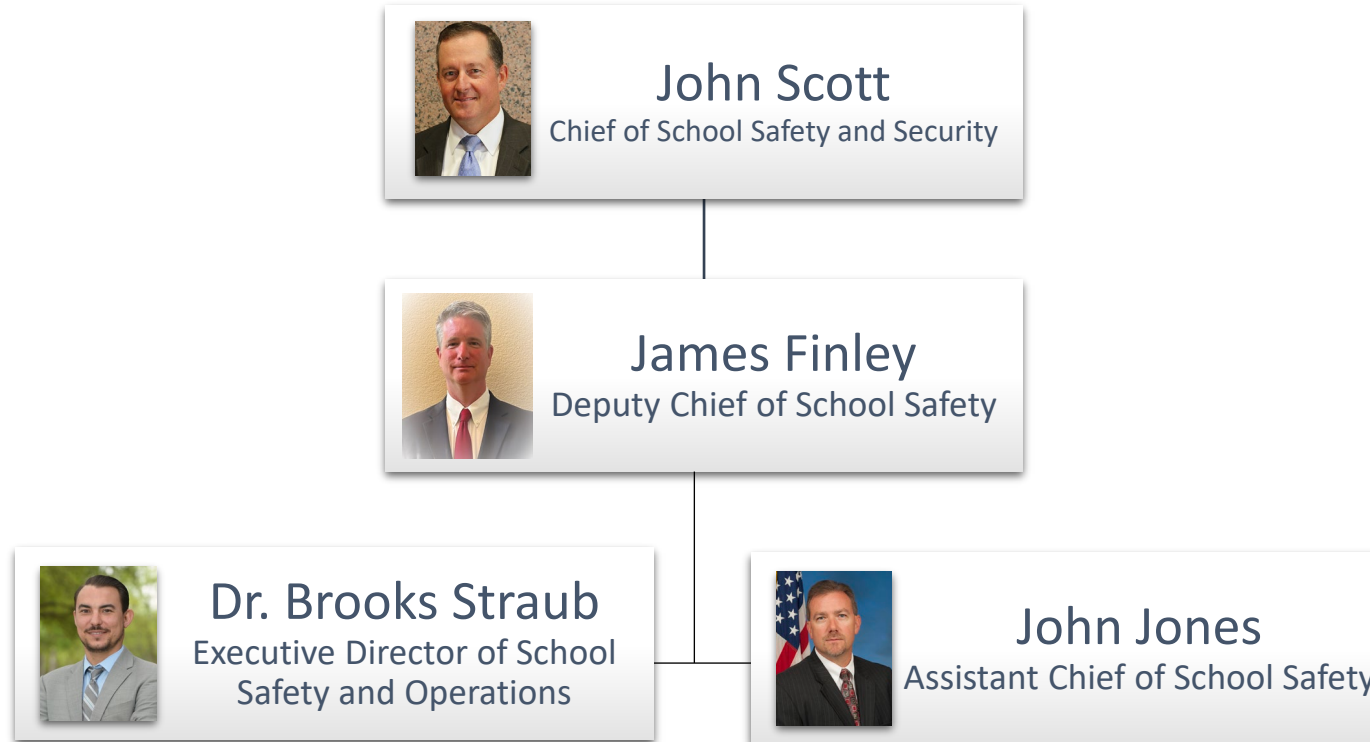 John Scott
Chief of School Safety and Security
James Finley
Deputy Chief of School Safety
Dr. Brooks Straub
Executive Director of School
Safety and Operations
John Jones
Assistant Chief of School Safety